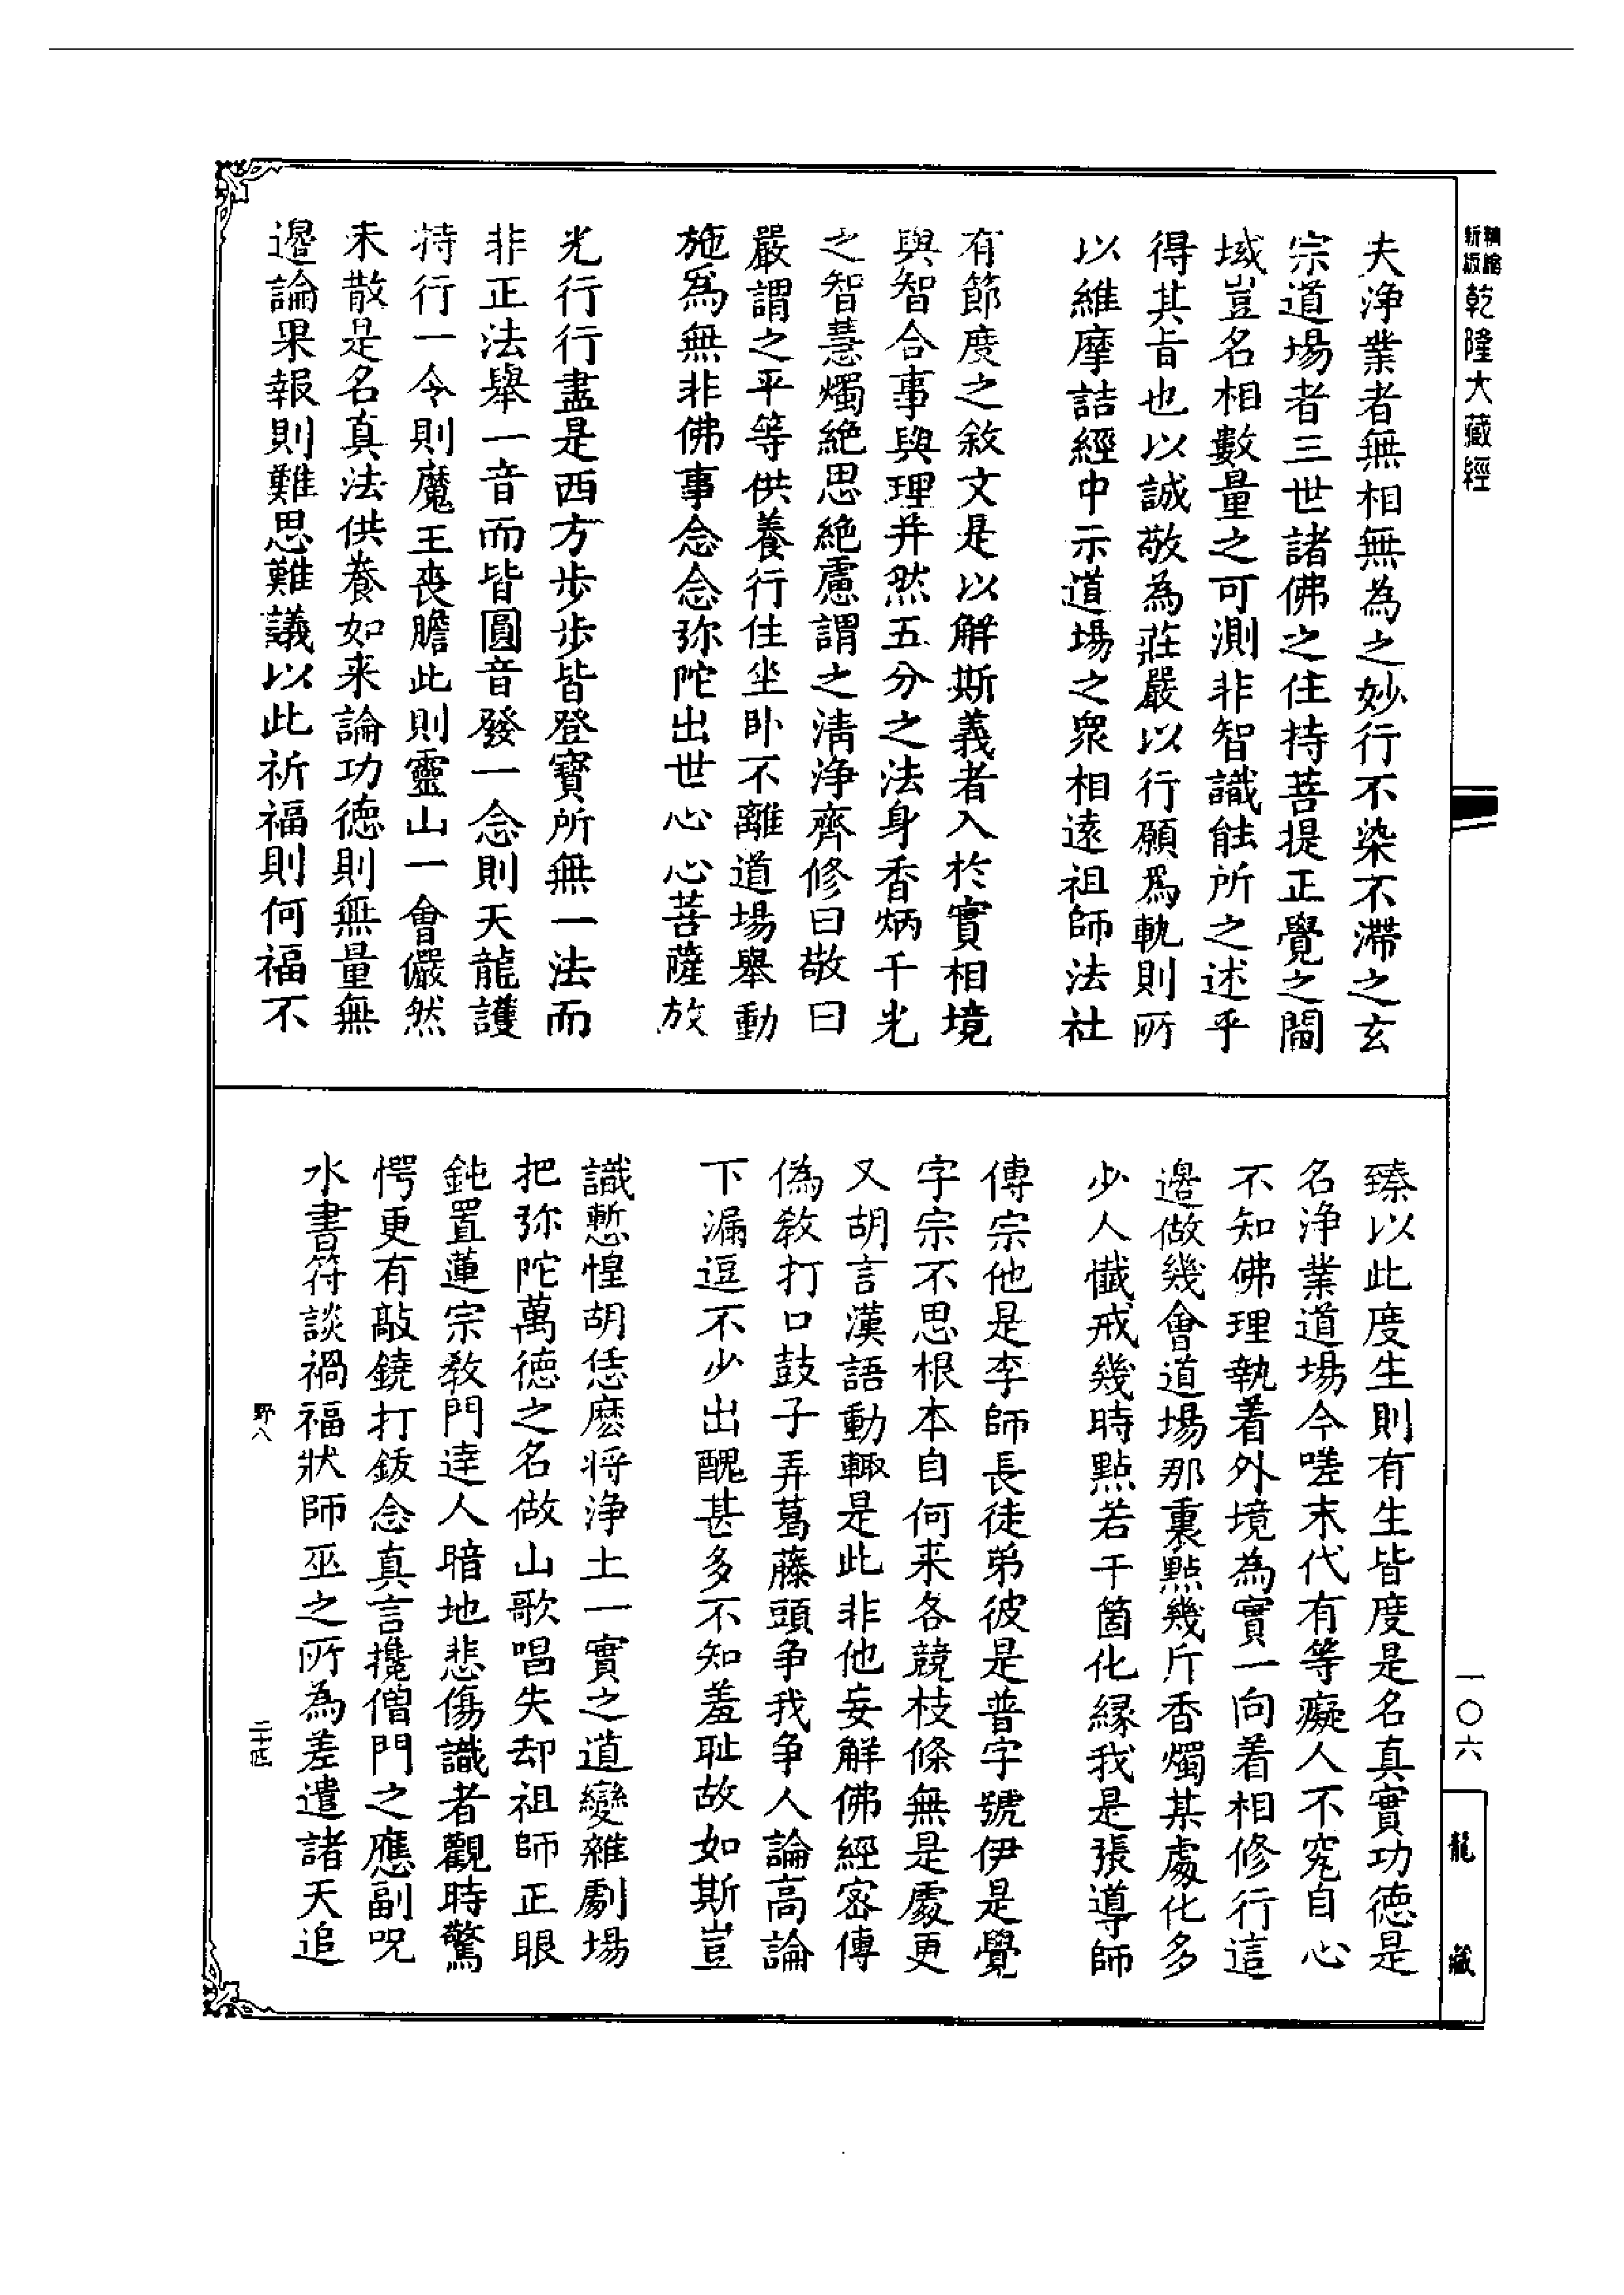 精繪
新版
乾隆大藏經
夫淨業者無相無為之妙行不染不滯之玄
宗道場者三世諸佛之住持菩提正覺之閫
域豈名相數量之可測非智識能所之述乎
得其旨也以誠敬為莊嚴以行願為軌則所
以維摩詰經中示道場之衆相遠祖師法社
有節度之敘文是以解斯義者入於實相境
與智合事與理并然五分之法身香炳千光
之智慧燭絕思絕慮謂之清淨齊修曰敬曰
嚴謂之平等供養行住坐卧不離道場舉動
施為無非佛事念念弥陀出世心心菩薩放
光行行盡是西方步步皆登寶所無一法而
非正法舉一音而皆圓音發一念則天龍護
持行一令則魔王喪膽此則靈山一會儼然
未散是名真法供養如来論功德則無量無
邊論果報則難思難議以此祈福則何福不
臻以此度生則有生皆度是名真實功德是
名淨業道場今嗟末代有等癡人不究自心
不知佛理執着外境為實一向着相修行這
邊做幾會道場那裏點幾斤香燭某處化多
少人懺戒幾時點若干箇化緣我是張導師
傳宗他是李師長徒弟彼是普字號伊是覺
字宗不思根本自何来各競枝條無是處更
又胡言漢語動輙是此非他妄解佛經密傳
偽教打口鼓子弄葛藤頭争我争人論高論
下漏逗不少出醜甚多不知羞耻故如斯豈
識慙惶胡恁麽将淨土一實之道變雜劇場
把弥陀萬德之名做山歌唱失却祖師正眼
鈍置蓮宗教門逹人暗地悲傷識者觀時驚
愕更有敲鐃打鈸念真言攙僧門之應副呪
水書符談禍福狀師巫之所為差遣諸天追
野八
二十四
一〇六
龍藏